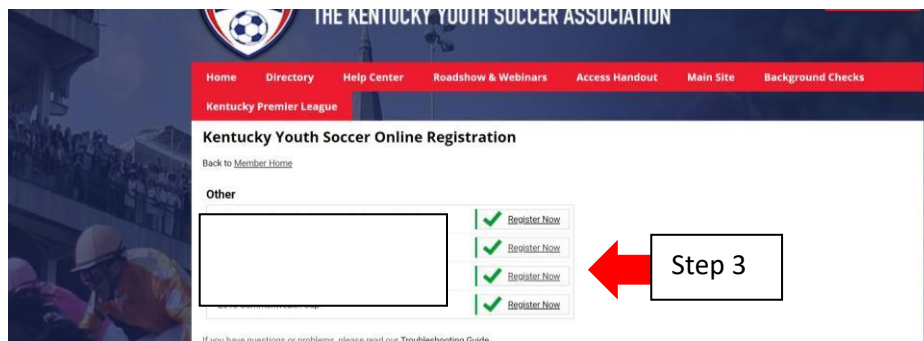 THE KENTUCKY YOUTH SOCCER ASSOCIATION
Home Directory Help Center Roadshow & Webinars Access Handout Main Site Background Checks
Kentucky Premier League
Kentucky Youth Soccer Online Registration
Back to Member Home
Other
Register Now
Register Now
Register Now
Step 3
Register Now
If you have questions or problems, please read our Troubleshooting Guide